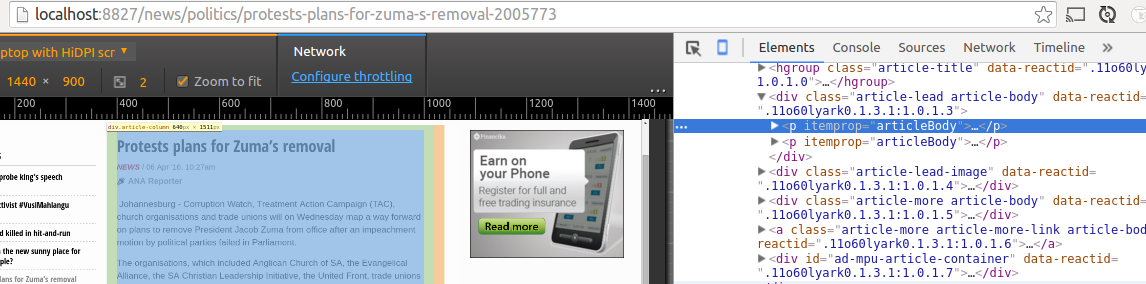 localhost:8827/news/politics/protests-plans-for-zuma-s-removal-2005773
ptop with HiDPI scr ▼
Network
1440 × 900
2
Zoom to fit
Configure throttling
...
200 400 600 800 1000 1200 1400
div.article-column 640px × 1511px
Protests plans for Zuma's removal
NEWS / 06 Apr '16, 10:27am
ANA Reporter
Johannesburg - Corruption Watch, Treatment Action Campaign (TAC),
church organisations and trade unions will on Wednesday map a way forward
on plans to remove President Jacob Zuma from office after an impeachment
motion by political parties failed in Parliament.
The organisations, which included Anglican Church of SA, the Evangelical
Alliance, the SA Christian Leadership Initiative, the United Front, trade unions
s
probe king's speech
tivist #VusiMahlangu
d killed in hit-and-run
n the new sunny place for
ple?
ns for Zuma's removal
Finanrika
Earn on
your Phone
Register for full and
free trading insurance
Read more
Elements Console Sources Network Timeline »
▶<hgroup class="article-title" data-reactid=
"1.0.1.0">…</hgroup>
▼<div class="article-lead article-body" data-reactid=
".11o60lyark0.1.3.1:1.0.1.3">
... ▶<p itemprop="articleBody">…</p>
▶<p itemprop="articleBody">…</p>
</div>
▶<div class="article-lead-image" data-reactid=
".11o60lyark0.1.3.1:1.0.1.4">…</div>
▶<div class="article-more article-body" data-reactid=
".11o60lyark0.1.3.1:1.0.1.5">…</div>
▶<a class="article-more article-more-link article-bod
reactid=".11o60lyark0.1.3.1:1.0.1.6">…</a>
▶<div id="ad-mpu-article-container" data-reactid=
".11o60lyark0.1.3.1:1.0.1.7">…</div>